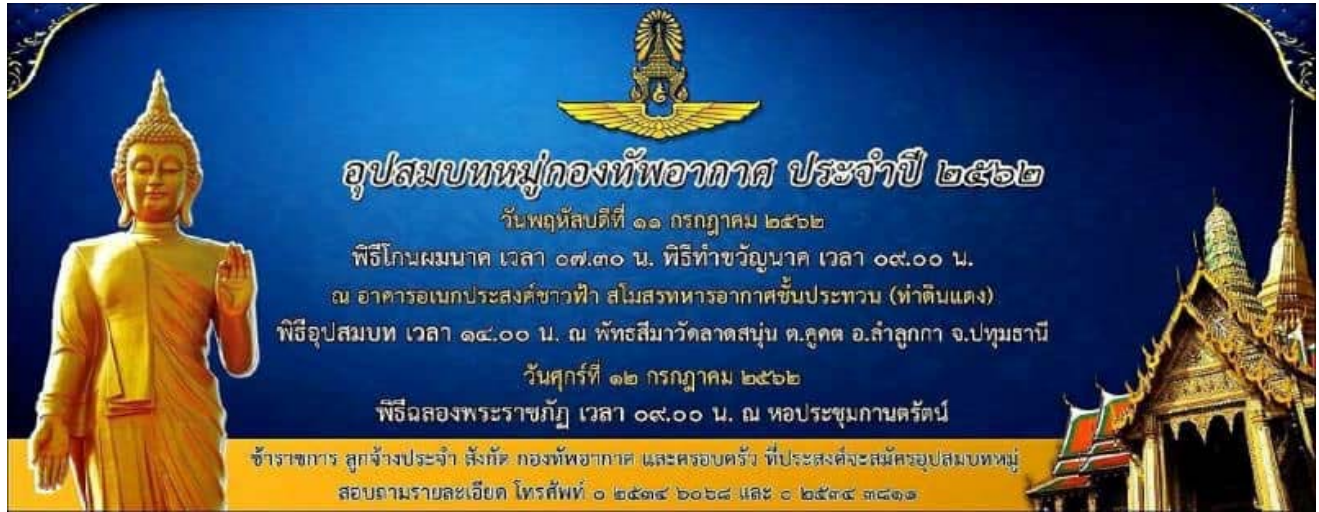 อุปสมบทหมู่กองทัพอากาศ ประจำปี ๒๕๖๒
วันพฤหัสบดีที่ ๑๑ กรกฎาคม ๒๕๖๒
พิธีโกนผมนาค เวลา ๐๗.๓๐ น. พิธีทำขวัญนาค เวลา ๐๙.๐๐ น.
ณ อาคารอเนกประสงค์ชาวฟ้า สโมสรทหารอากาศชั้นประทวน (ท่าดินแดง)
พิธีอุปสมบท เวลา ๑๔.๐๐ น. ณ พัทธสีมาวัดลาดสนุ่น ต.คูคต อ.ลำลูกกา จ.ปทุมธานี
วันศุกร์ที่ ๑๒ กรกฎาคม ๒๕๖๒
พิธีฉลองพระราชภัฏ เวลา ๐๙.๐๐ น. ณ หอประชุมกานตรัตน์
ข้าราชการ ลูกจ้างประจำ สังกัด กองทัพอากาศ และครอบครัว ที่ประสงค์จะสมัครอุปสมบทหมู่
สอบถามรายละเอียด โทรศัพท์ ๐ ๒๕๓๔ ๖๐๖๘ และ ๐ ๒๕๓๔ ๓๘๑๑